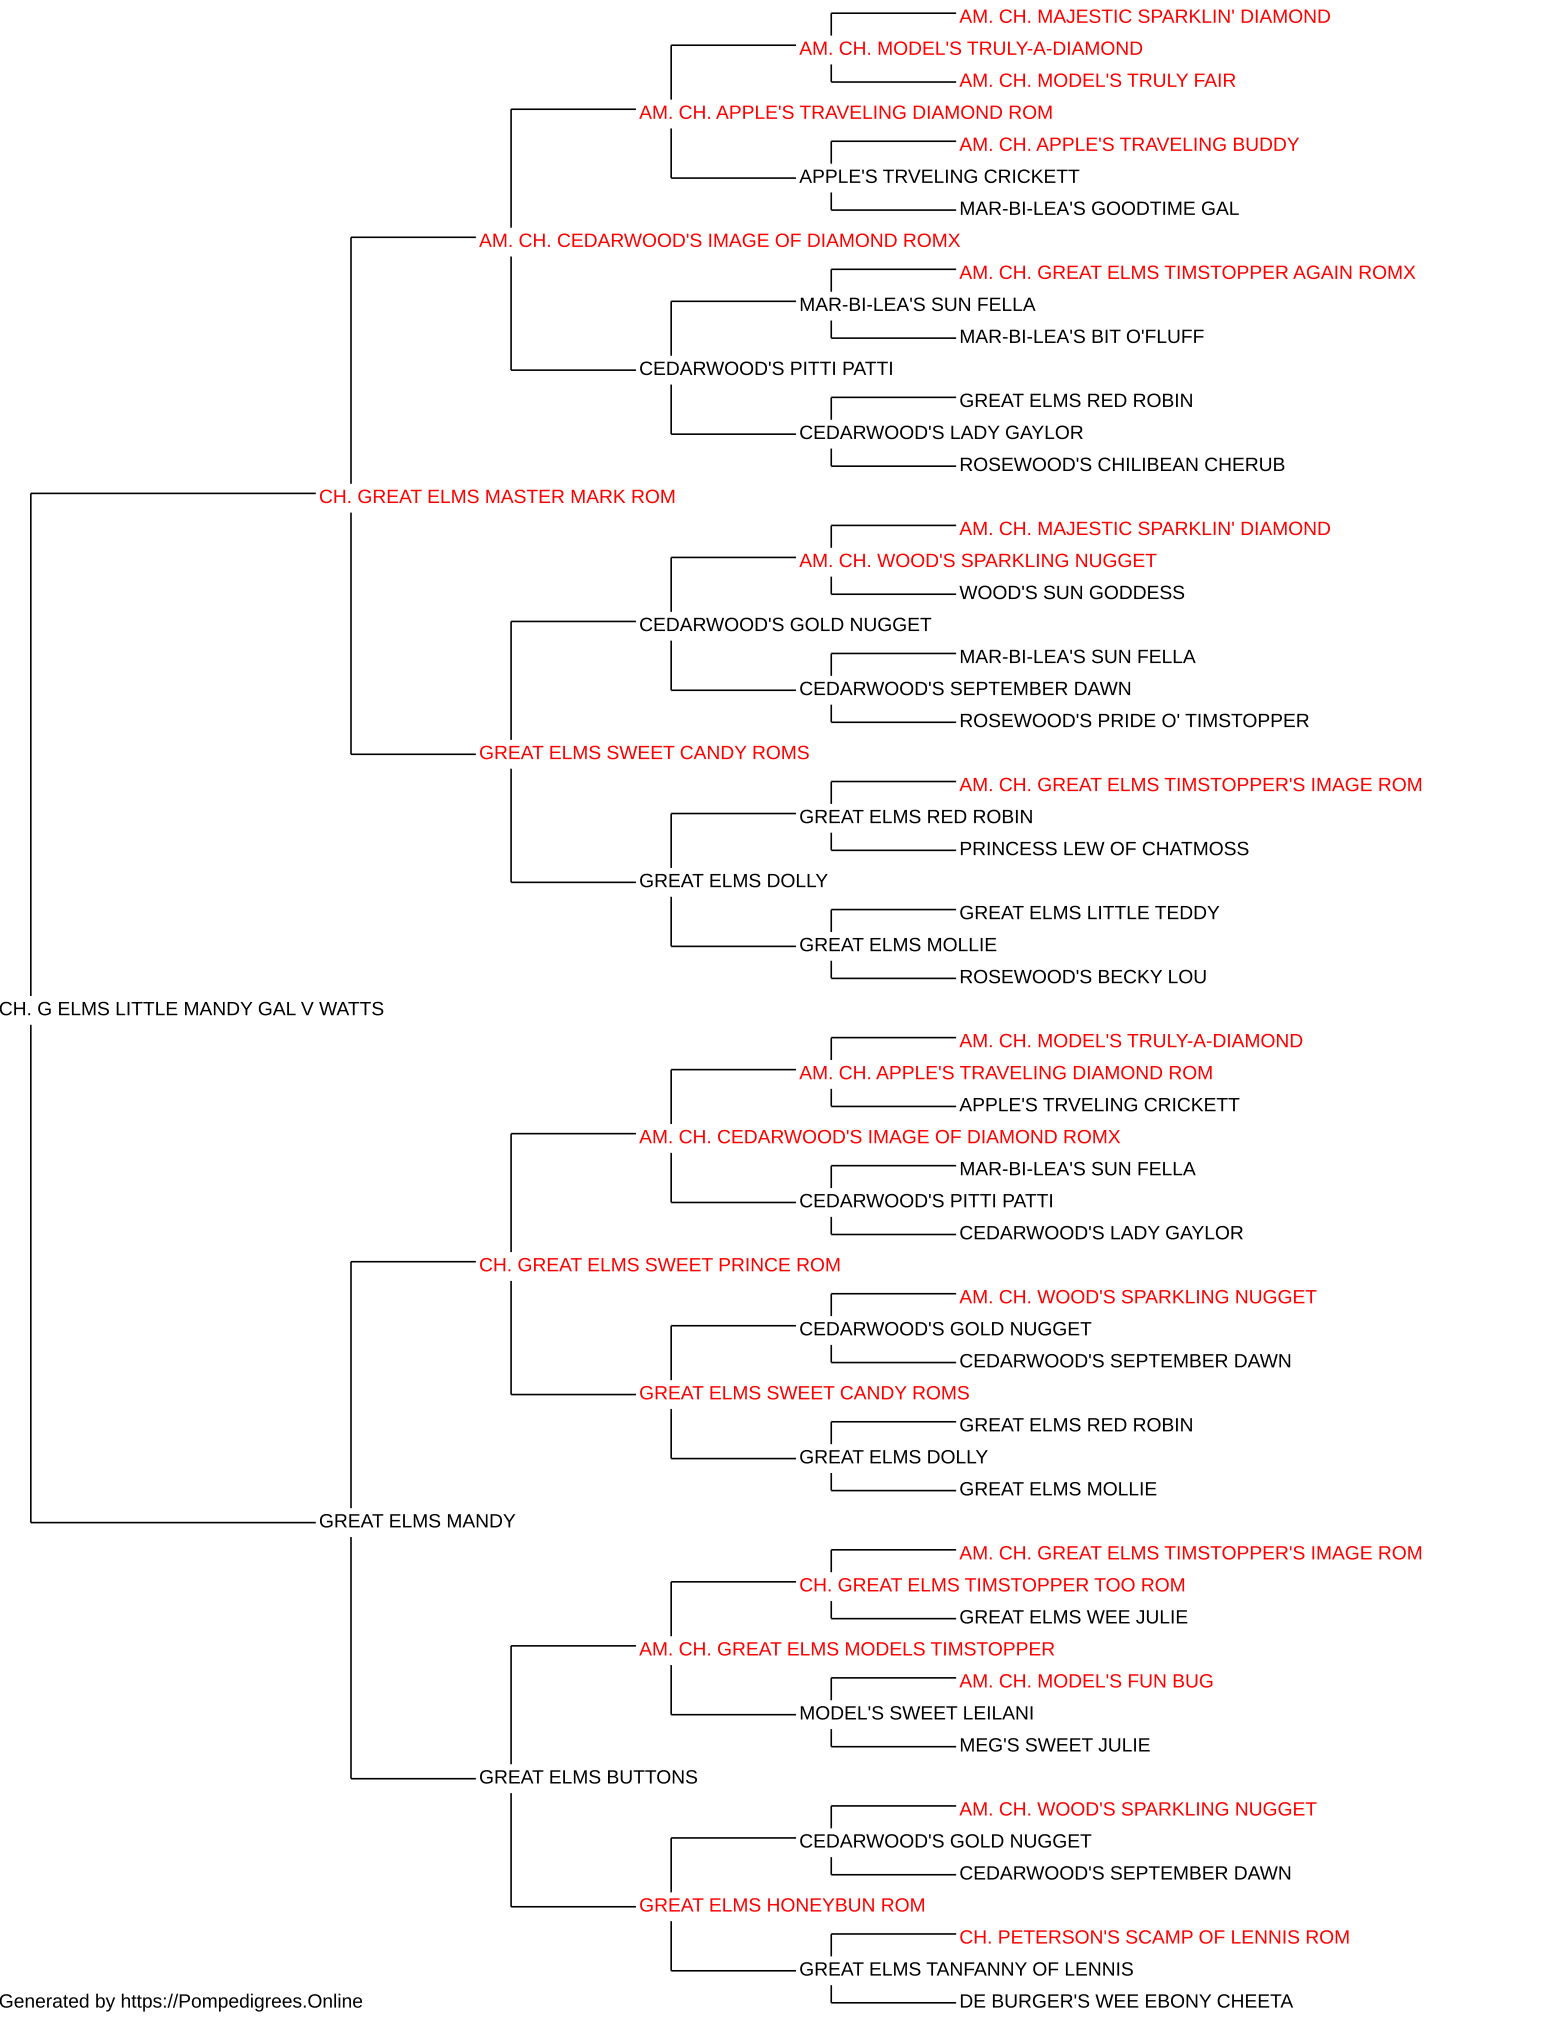 AM. CH. MAJESTIC SPARKLIN' DIAMOND
AM. CH. MODEL'S TRULY-A-DIAMOND
AM. CH. MODEL'S TRULY FAIR
AM. CH. APPLE'S TRAVELING DIAMOND ROM
AM. CH. APPLE'S TRAVELING BUDDY
APPLE'S TRVELING CRICKETT
MAR-BI-LEA'S GOODTIME GAL
AM. CH. CEDARWOOD'S IMAGE OF DIAMOND ROMX
AM. CH. GREAT ELMS TIMSTOPPER AGAIN ROMX
MAR-BI-LEA'S SUN FELLA
MAR-BI-LEA'S BIT O'FLUFF
CEDARWOOD'S PITTI PATTI
GREAT ELMS RED ROBIN
CEDARWOOD'S LADY GAYLOR
ROSEWOOD'S CHILIBEAN CHERUB
CH. GREAT ELMS MASTER MARK ROM
AM. CH. MAJESTIC SPARKLIN' DIAMOND
AM. CH. WOOD'S SPARKLING NUGGET
WOOD'S SUN GODDESS
CEDARWOOD'S GOLD NUGGET
MAR-BI-LEA'S SUN FELLA
CEDARWOOD'S SEPTEMBER DAWN
ROSEWOOD'S PRIDE O' TIMSTOPPER
GREAT ELMS SWEET CANDY ROMS
AM. CH. GREAT ELMS TIMSTOPPER'S IMAGE ROM
GREAT ELMS RED ROBIN
PRINCESS LEW OF CHATMOSS
GREAT ELMS DOLLY
GREAT ELMS LITTLE TEDDY
GREAT ELMS MOLLIE
ROSEWOOD'S BECKY LOU
CH. G ELMS LITTLE MANDY GAL V WATTS
AM. CH. MODEL'S TRULY-A-DIAMOND
AM. CH. APPLE'S TRAVELING DIAMOND ROM
APPLE'S TRVELING CRICKETT
AM. CH. CEDARWOOD'S IMAGE OF DIAMOND ROMX
MAR-BI-LEA'S SUN FELLA
CEDARWOOD'S PITTI PATTI
CEDARWOOD'S LADY GAYLOR
CH. GREAT ELMS SWEET PRINCE ROM
AM. CH. WOOD'S SPARKLING NUGGET
CEDARWOOD'S GOLD NUGGET
CEDARWOOD'S SEPTEMBER DAWN
GREAT ELMS SWEET CANDY ROMS
GREAT ELMS RED ROBIN
GREAT ELMS DOLLY
GREAT ELMS MOLLIE
GREAT ELMS MANDY
AM. CH. GREAT ELMS TIMSTOPPER'S IMAGE ROM
CH. GREAT ELMS TIMSTOPPER TOO ROM
GREAT ELMS WEE JULIE
AM. CH. GREAT ELMS MODELS TIMSTOPPER
AM. CH. MODEL'S FUN BUG
MODEL'S SWEET LEILANI
MEG'S SWEET JULIE
GREAT ELMS BUTTONS
AM. CH. WOOD'S SPARKLING NUGGET
CEDARWOOD'S GOLD NUGGET
CEDARWOOD'S SEPTEMBER DAWN
GREAT ELMS HONEYBUN ROM
CH. PETERSON'S SCAMP OF LENNIS ROM
GREAT ELMS TANFANNY OF LENNIS
DE BURGER'S WEE EBONY CHEETA
Generated by https://Pompedigrees.Online